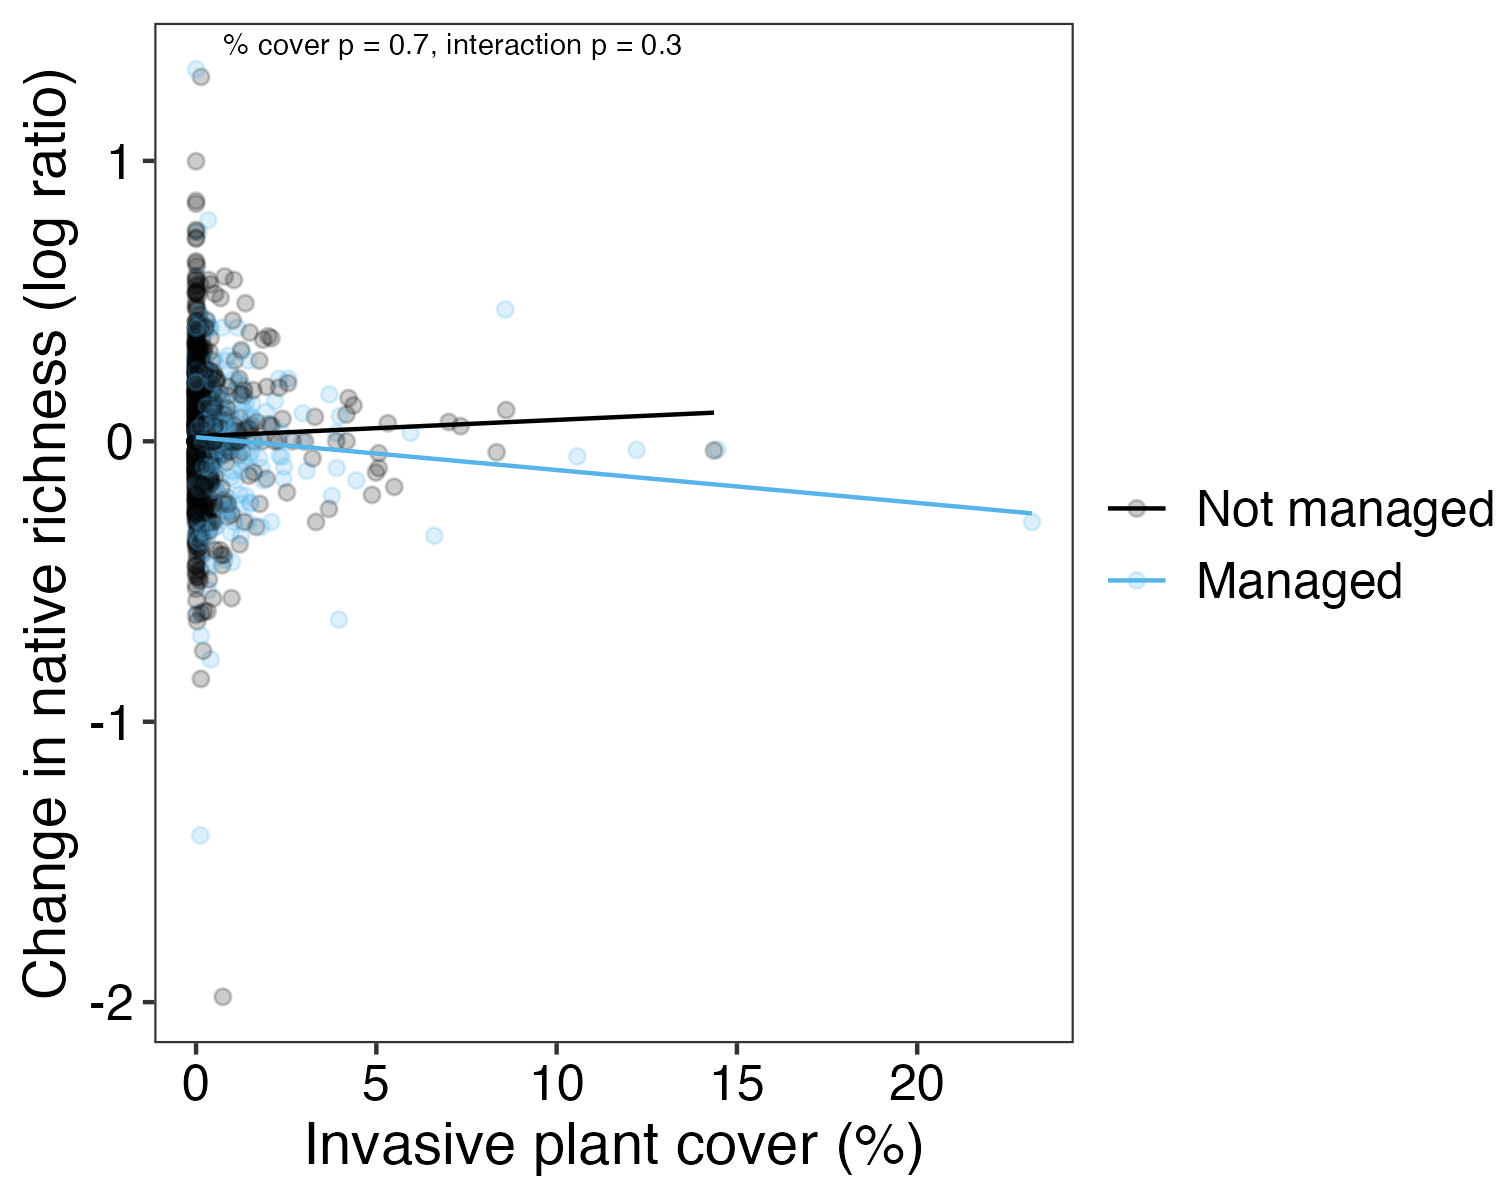 % cover p = 0.7, interaction p = 0.3
Change in native richness (log ratio)
1
0
-1
-2
0 5 10 15 20
Invasive plant cover (%)
Not managed
Managed